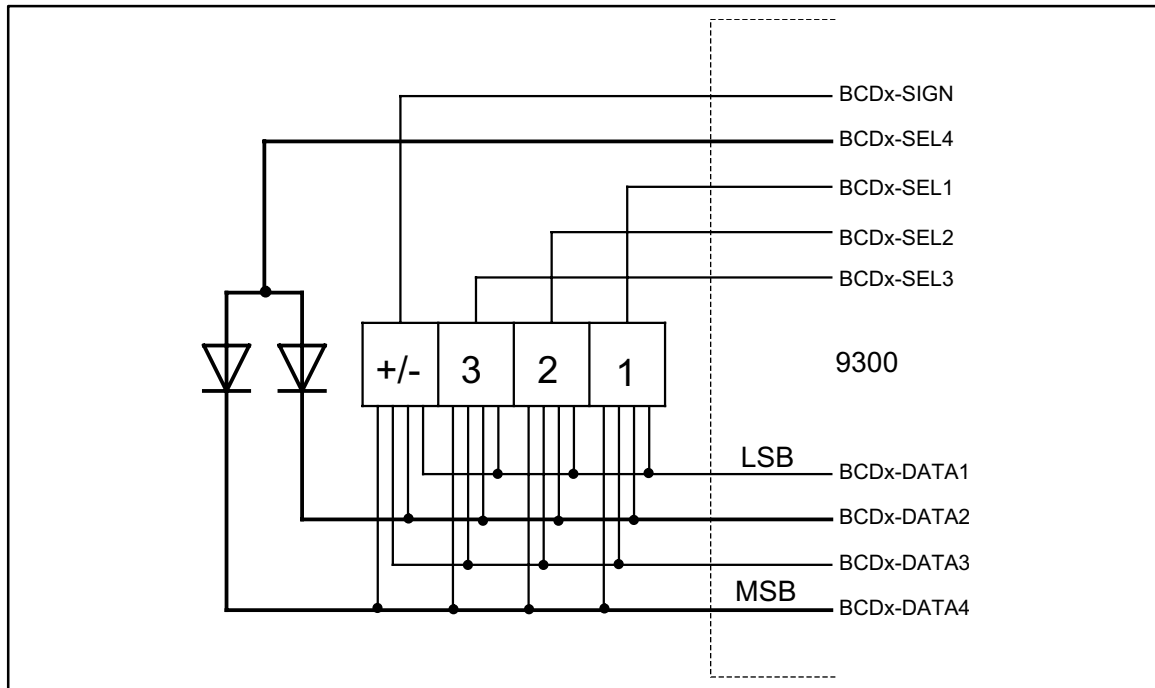 BCDx-SIGN
BCDx-SEL4
BCDx-SEL1
BCDx-SEL2
BCDx-SEL3
+/- 3 2 1
9300
LSB BCDx-DATA1
BCDx-DATA2
BCDx-DATA3
MSB BCDx-DATA4